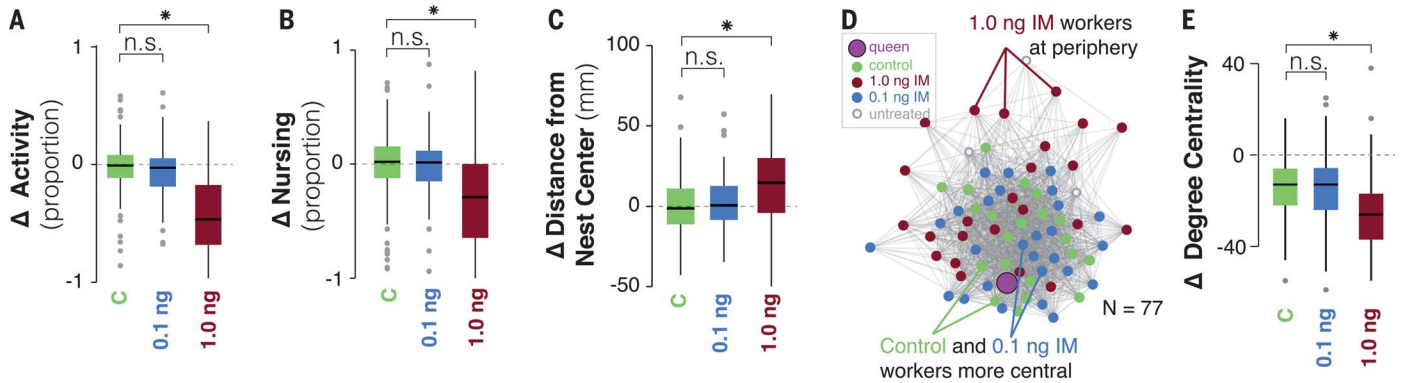 A
Δ Activity
(proportion)
1
0
-1
n.s.
*
C
0.1 ng
1.0 ng
B
Δ Nursing
(proportion)
1
0
-1
n.s.
*
C
0.1 ng
1.0 ng
C
Δ Distance from
Nest Center (mm)
100
50
0
-50
n.s.
*
C
0.1 ng
1.0 ng
D
1.0 ng IM workers
at periphery
queen
control
1.0 ng IM
0.1 ng IM
untreated
N = 77
Control and 0.1 ng IM
workers more central
E
Δ Degree Centrality
40
0
-40
n.s.
*
C
0.1 ng
1.0 ng